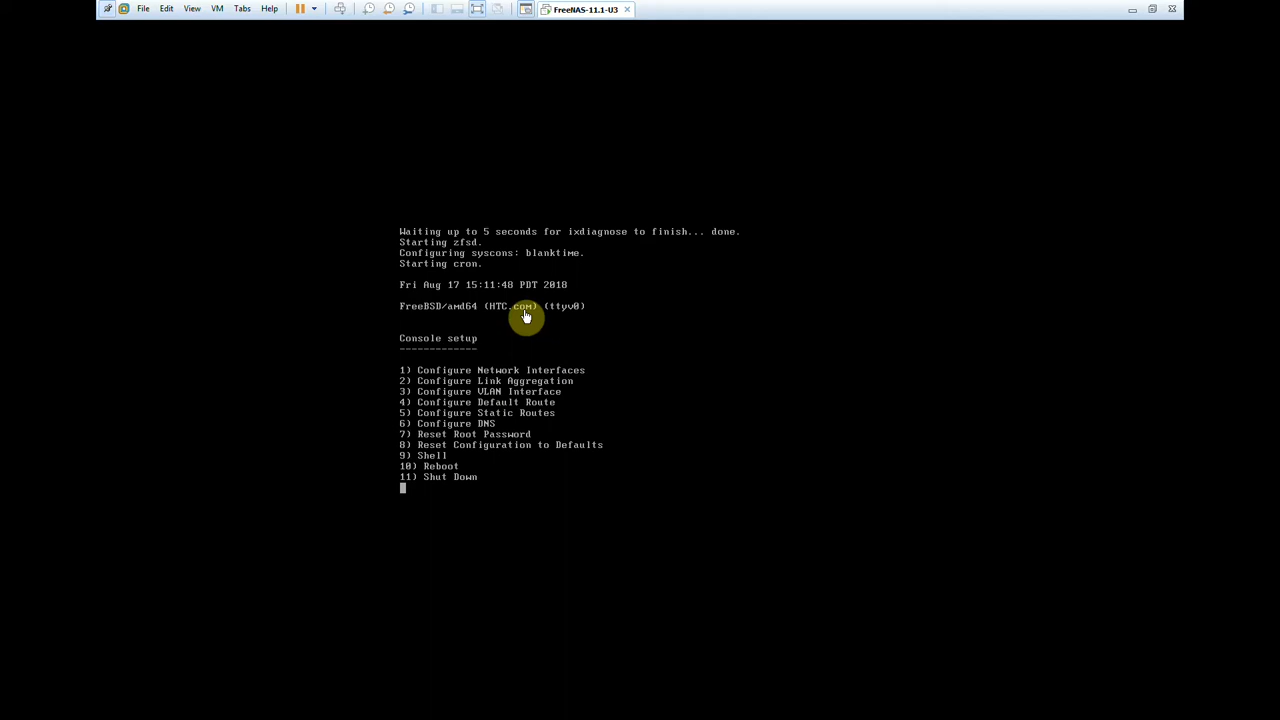 File Edit View VM Tabs Help FreeNAS-11.1-U3
Waiting up to 5 seconds for ixdiagnose to finish... done.
Starting zfsd.
Configuring syscons: blanktime.
Starting cron.
Fri Aug 17 15:11:48 PDT 2018
FreeBSD/amd64 (HTC.com) (ttyv0)
Console setup
-------------
1) Configure Network Interfaces
2) Configure Link Aggregation
3) Configure VLAN Interface
4) Configure Default Route
5) Configure Static Routes
6) Configure DNS
7) Reset Root Password
8) Reset Configuration to Defaults
9) Shell
10) Reboot
11) Shut Down